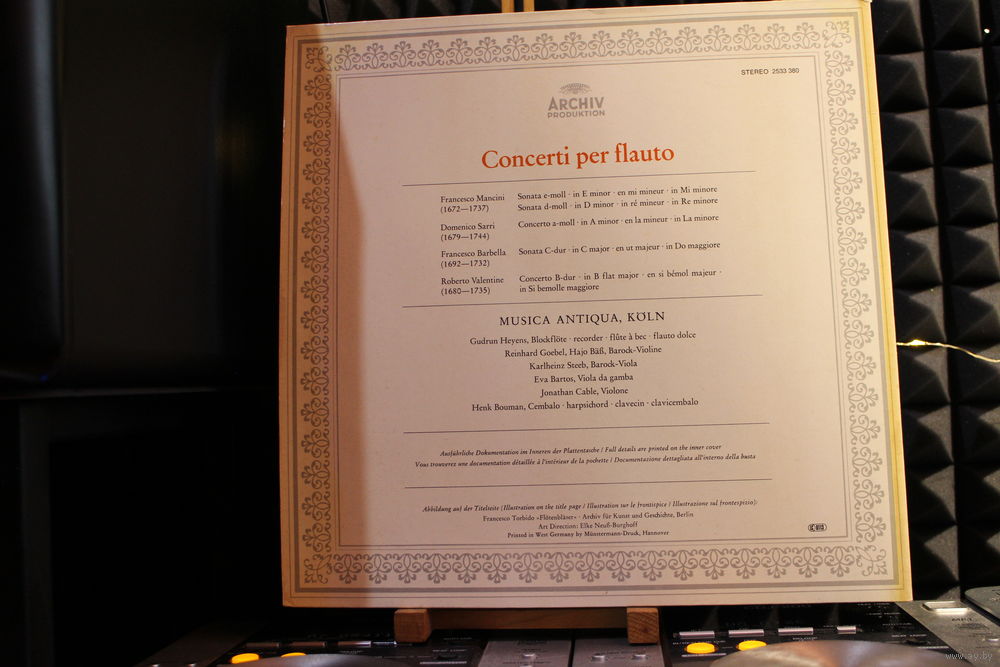 STEREO 2533 380
ARCHIV
PRODUKTION
Concerti per flauto
Francesco Mancini
(1672—1737)
Sonata e-moll · in E minor · en mi mineur · in Mi minore
Sonata d-moll · in D minor · in ré mineur · in Re minore
Domenico Sarri
(1679—1744)
Concerto a-moll · in A minor · en la mineur · in La minore
Francesco Barbella
(1692—1732)
Sonata C-dur · in C major · en ut majeur · in Do maggiore
Roberto Valentine
(1680—1735)
Concerto B-dur · in B flat major · en si bémol majeur ·
in Si bemolle maggiore
MUSICA ANTIQUA, KÖLN
Gudrun Heyens, Blockflöte · recorder · flûte à bec · flauto dolce
Reinhard Goebel, Hajo Bäß, Barock-Violine
Karlheinz Steeb, Barock-Viola
Eva Bartos, Viola da gamba
Jonathan Cable, Violone
Henk Bouman, Cembalo · harpsichord · clavecin · clavicembalo
Ausführliche Dokumentation im Inneren der Plattentasche / Full details are printed on the inner cover
Vous trouverez une documentation détaillée à l'intérieur de la pochette / Documentazione dettagliata all'interno della busta
Abbildung auf der Titelseite (Illustration on the title page / Illustration sur le frontispice / Illustrazione sul frontespizio):
Francesco Torbido »Flötenbläser« · Archiv für Kunst und Geschichte, Berlin
Art Direction: Elke Neuß-Burghoff
Printed in West Germany by Münstermann-Druck, Hannover
www.ay.by